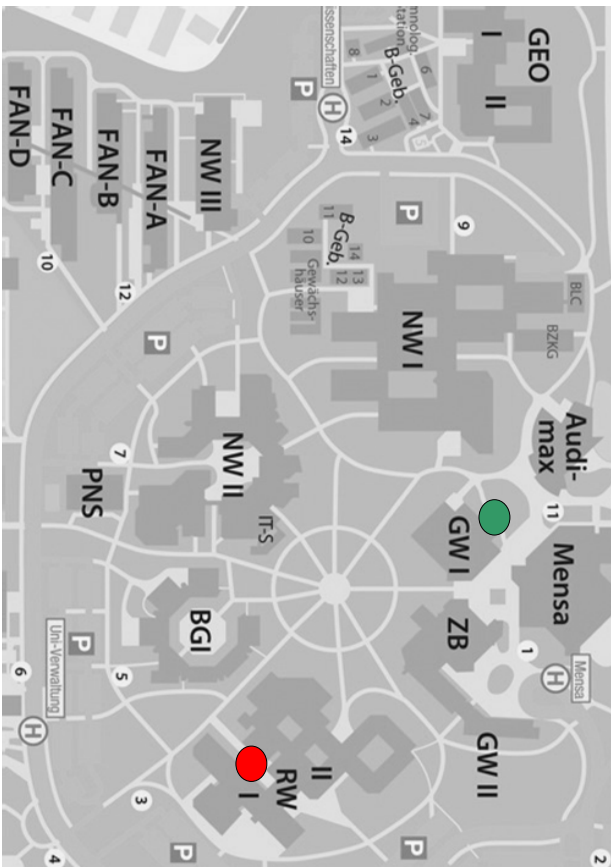 BLC
BZKG
Audi-
max
11
Mensa
1
Mensa
H
2
GEO
I
II
9
GW I
ZB
GW II
6
7
4
5
B-Geb.
8
1
2
3
P
NW I
P
14
H
P
B-Geb.
14
13
12
11
10
Gewächs-
häuser
IT-S
NW II
II
RW
I
BGI
NW III
P
P
FAN-A
12
7
5
3
FAN-B
PNS
P
FAN-C
10
Uni-Verwaltung
H
4
FAN-D
6